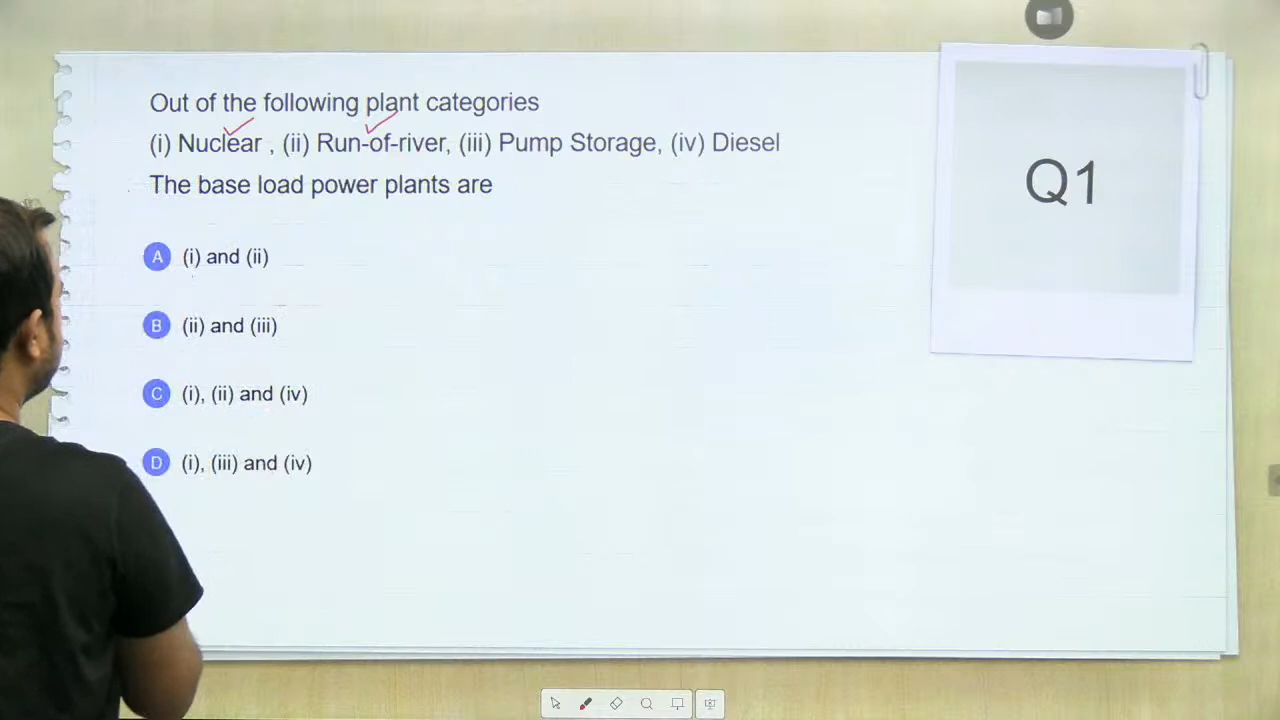 Out of the following plant categories
(i) Nuclear , (ii) Run-of-river, (iii) Pump Storage, (iv) Diesel
The base load power plants are
A (i) and (ii)
B (ii) and (iii)
C (i), (ii) and (iv)
D (i), (iii) and (iv)
Q1